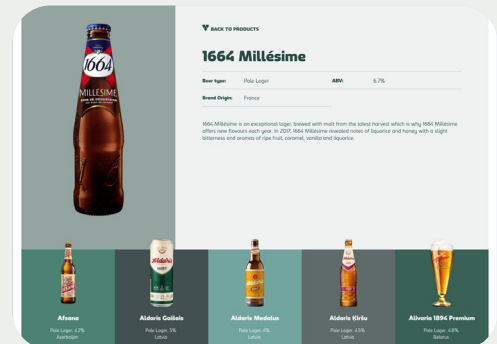 BACK TO PRODUCTS
1664 Millésime
Beer type: Pale Lager ABV: 6.7%
Brand Origin: France
1664 Millésime is an exceptional lager, brewed with malt from the latest harvest which is why 1664 Millésime
offers new flavours each year. In 2017, 1664 Millésime revealed notes of liquorice and honey with a slight
bitterness and aromas of ripe fruit, caramel, vanilla and liquorice.
1664
MILLESIME
Aldaris
Afsana
Aldaris Gaišais
Aldaris Medalus
Aldaris Ķiršu
Alivaria 1894 Premium
Pale Lager, 4.2%
Pale Lager, 5%
Pale Lager, 4%
Pale Lager, 4.5%
Pale Lager, 4.8%
Azerbaijan
Latvia
Latvia
Latvia
Belarus